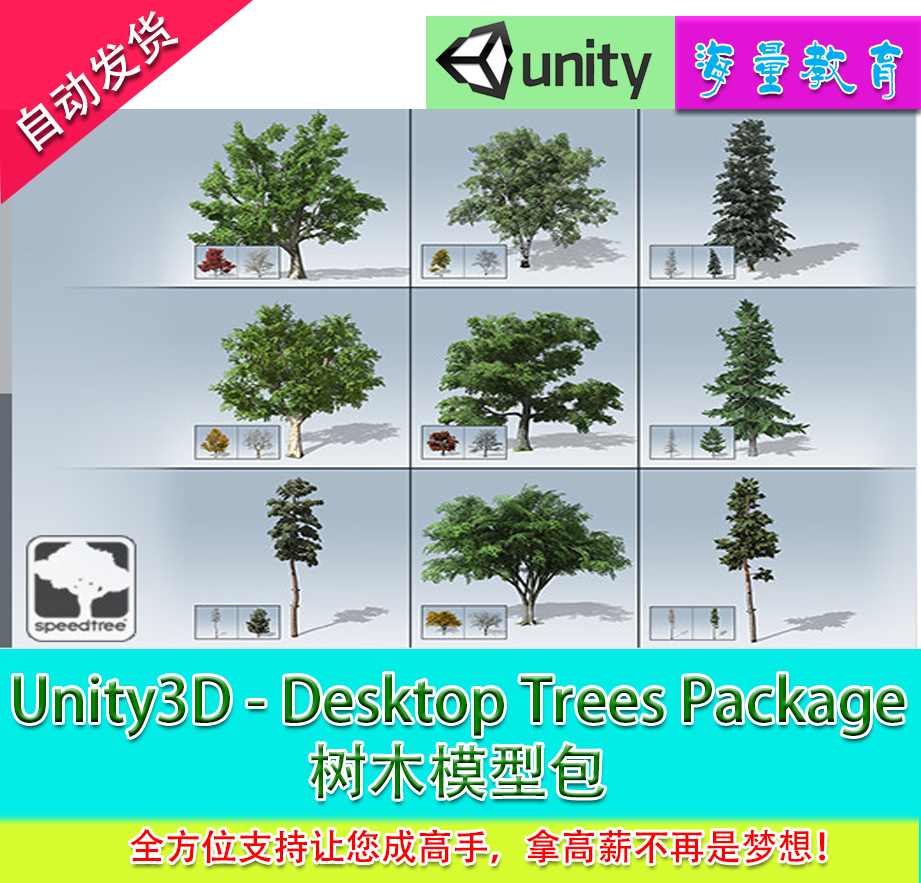 自动发货
unity
海量教育
speedtree
Unity3D - Desktop Trees Package
树木模型包
全方位支持让您成高手，拿高薪不再是梦想！